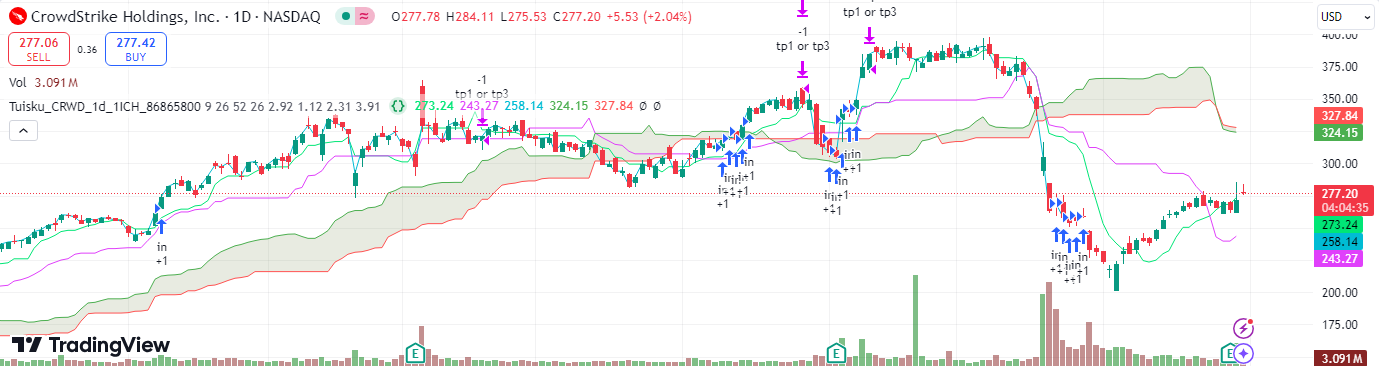 CrowdStrike Holdings, Inc. · 1D · NASDAQ O277.78 H284.11 L275.53 C277.20 +5.53 (+2.04%)
277.06 SELL 0.36 277.42 BUY
Vol 3.091M
Tuisku_CRWD_1d_1ICH_86865800 9 26 52 26 2.92 1.12 2.31 3.91 {} 273.24 243.27 258.14 324.15 327.84 Ø Ø
-1
tp1 or tp3
-1
tp1 or tp3
tp1 or tp3
in
+1
in
+1
in
+1
in
+1
in
+1
USD
400.00
375.00
350.00
327.84
324.15
300.00
277.20
04:04:35
273.24
258.14
243.27
200.00
175.00
3.091M
E
E
E
TradingView